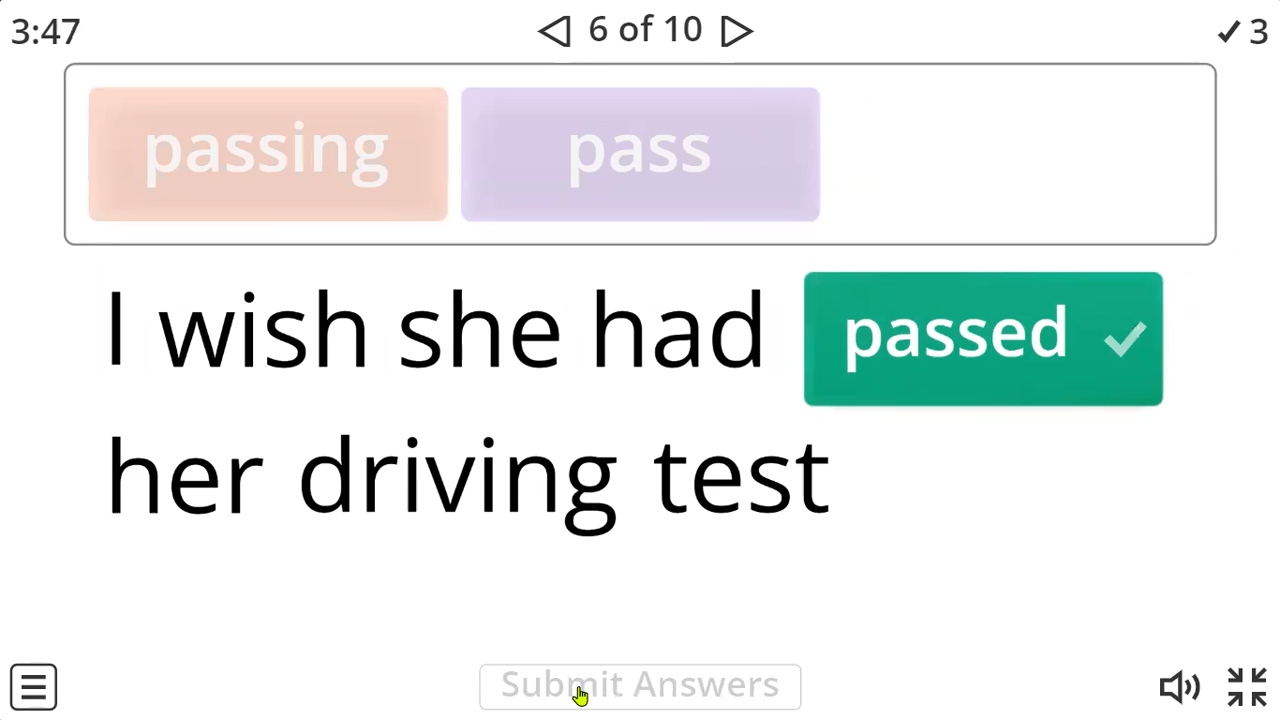 3:47 6 of 10 ✓ 3
passing pass
I wish she had passed ✓
her driving test
Submit Answers